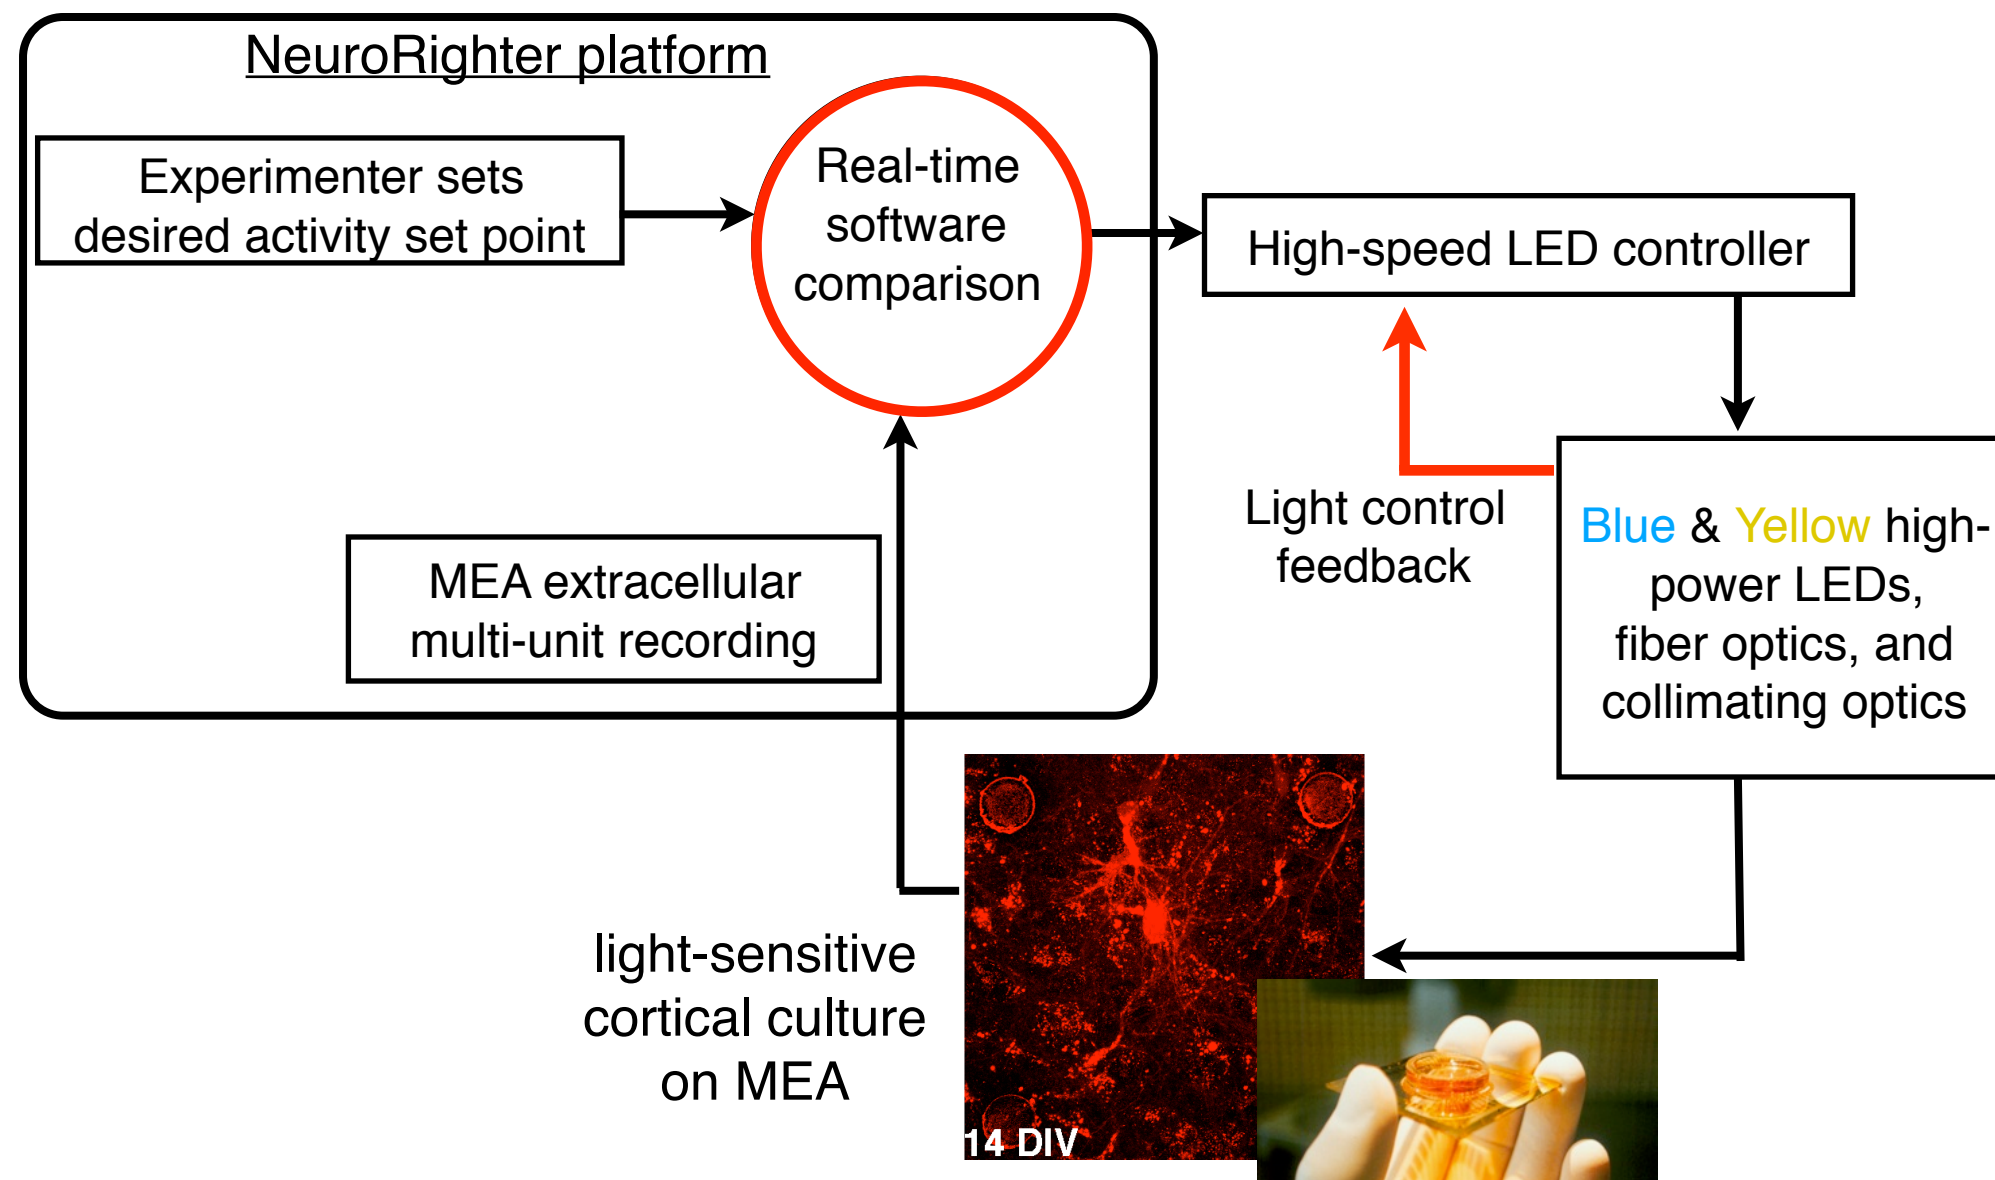 NeuroRighter platform
Experimenter sets
desired activity set point
Real-time
software
comparison
High-speed LED controller
MEA extracellular
multi-unit recording
Light control
feedback
Blue & Yellow high-
power LEDs,
fiber optics, and
collimating optics
light-sensitive
cortical culture
on MEA
14 DIV